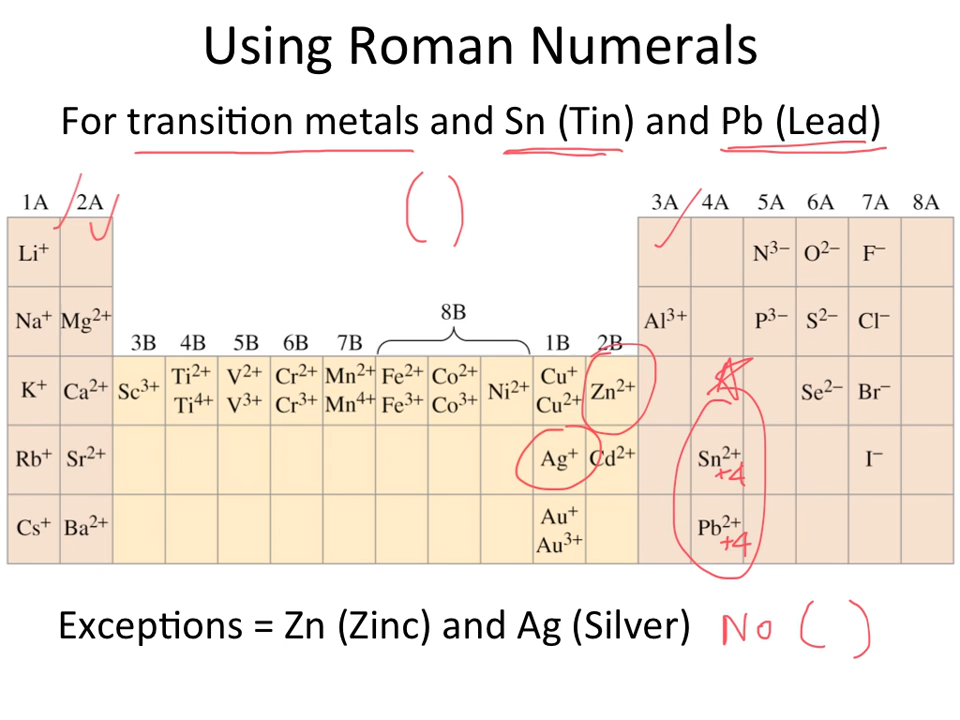 Using Roman Numerals
For transition metals and Sn (Tin) and Pb (Lead)
( )
1A 2A 3A 4A 5A 6A 7A 8A
Li⁺ N³⁻ O²⁻ F⁻
Na⁺ Mg²⁺ Al³⁺ P³⁻ S²⁻ Cl⁻
8B
3B 4B 5B 6B 7B 1B 2B
K⁺ Ca²⁺ Sc³⁺ Ti²⁺ V²⁺ Cr²⁺ Mn²⁺ Fe²⁺ Co²⁺ Ni²⁺ Cu⁺ Zn²⁺ Se²⁻ Br⁻
Ti⁴⁺ V³⁺ Cr³⁺ Mn⁴⁺ Fe³⁺ Co³⁺ Cu²⁺
Rb⁺ Sr²⁺ Ag⁺ Cd²⁺ Sn²⁺ I⁻
+4
Cs⁺ Ba²⁺ Au⁺ Pb²⁺
Au³⁺ +4
Exceptions = Zn (Zinc) and Ag (Silver) No ( )